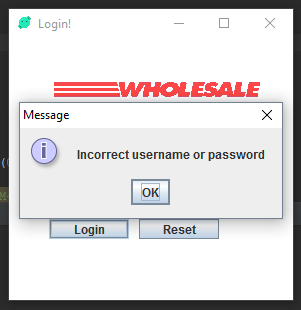 Login!
WHOLESALE
Message
Incorrect username or password
OK
Login
Reset